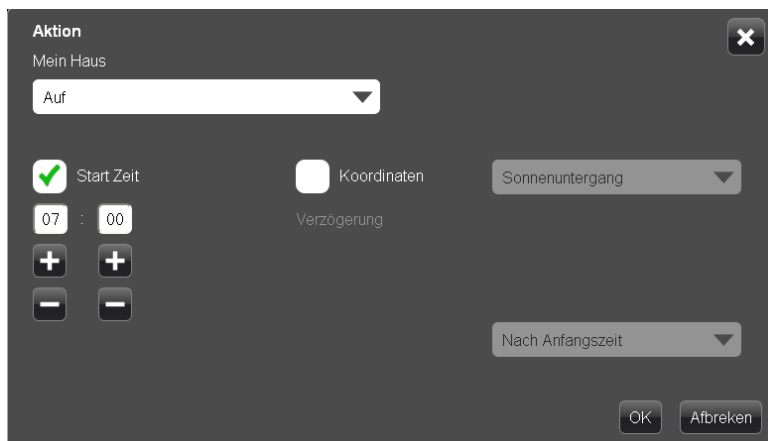 Aktion
Mein Haus
Auf
Start Zeit
Koordinaten
Sonnenuntergang
07 : 00
Verzögerung
Nach Anfangszeit
OK
Afbreken